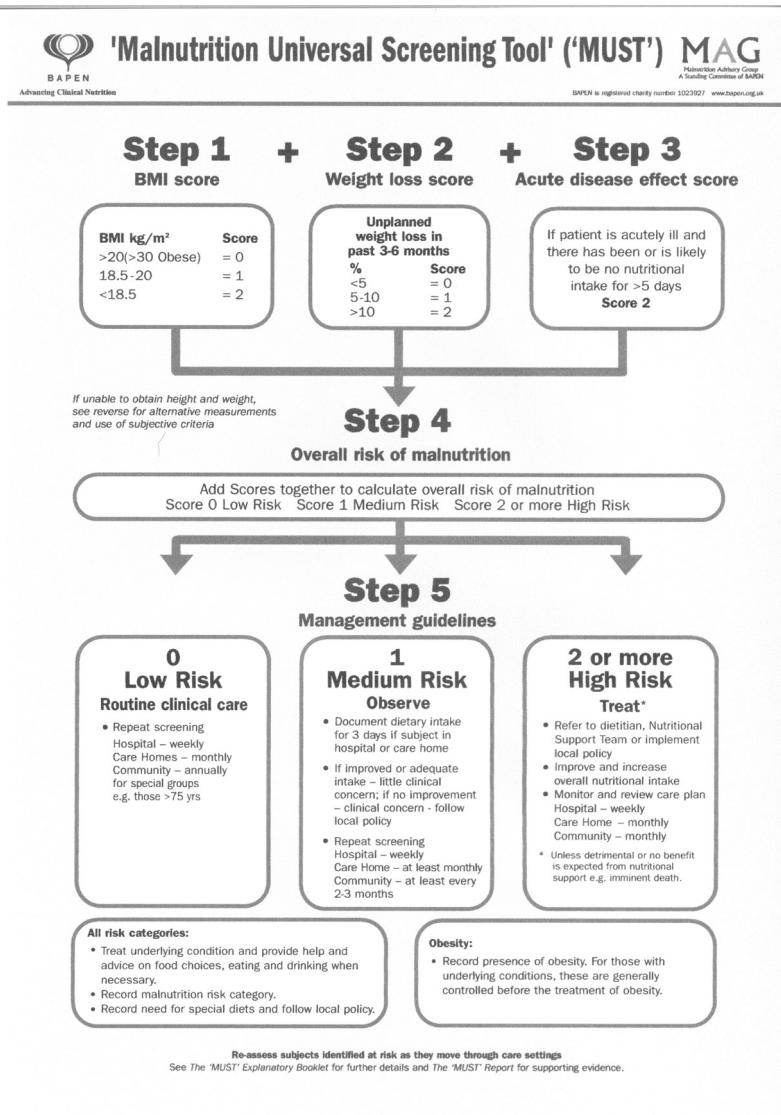 'Malnutrition Universal Screening Tool' ('MUST')
BAPEN
Advancing Clinical Nutrition
MAG
Malnutrition Advisory Group
A Standing Committee of BAPEN
BAPEN is registered charity number 1023927 www.bapen.org.uk
Step 1 + Step 2 + Step 3
BMI score
Weight loss score
Acute disease effect score
BMI kg/m² Score
>20(>30 Obese) = 0
18.5-20 = 1
<18.5 = 2
Unplanned
weight loss in
past 3-6 months
% Score
<5 = 0
5-10 = 1
>10 = 2
If patient is acutely ill and
there has been or is likely
to be no nutritional
intake for >5 days
Score 2
If unable to obtain height and weight,
see reverse for alternative measurements
and use of subjective criteria
Step 4
Overall risk of malnutrition
Add Scores together to calculate overall risk of malnutrition
Score 0 Low Risk Score 1 Medium Risk Score 2 or more High Risk
Step 5
Management guidelines
0
Low Risk
Routine clinical care
• Repeat screening
Hospital – weekly
Care Homes – monthly
Community – annually
for special groups
e.g. those >75 yrs
1
Medium Risk
Observe
• Document dietary intake
for 3 days if subject in
hospital or care home
• If improved or adequate
intake – little clinical
concern; if no improvement
– clinical concern - follow
local policy
• Repeat screening
Hospital – weekly
Care Home – at least monthly
Community – at least every
2-3 months
2 or more
High Risk
Treat*
• Refer to dietitian, Nutritional
Support Team or implement
local policy
• Improve and increase
overall nutritional intake
• Monitor and review care plan
Hospital – weekly
Care Home – monthly
Community – monthly
* Unless detrimental or no benefit
is expected from nutritional
support e.g. imminent death.
All risk categories:
• Treat underlying condition and provide help and
advice on food choices, eating and drinking when
necessary.
• Record malnutrition risk category.
• Record need for special diets and follow local policy.
Obesity:
• Record presence of obesity. For those with
underlying conditions, these are generally
controlled before the treatment of obesity.
Re-assess subjects identified at risk as they move through care settings
See The 'MUST' Explanatory Booklet for further details and The 'MUST' Report for supporting evidence.